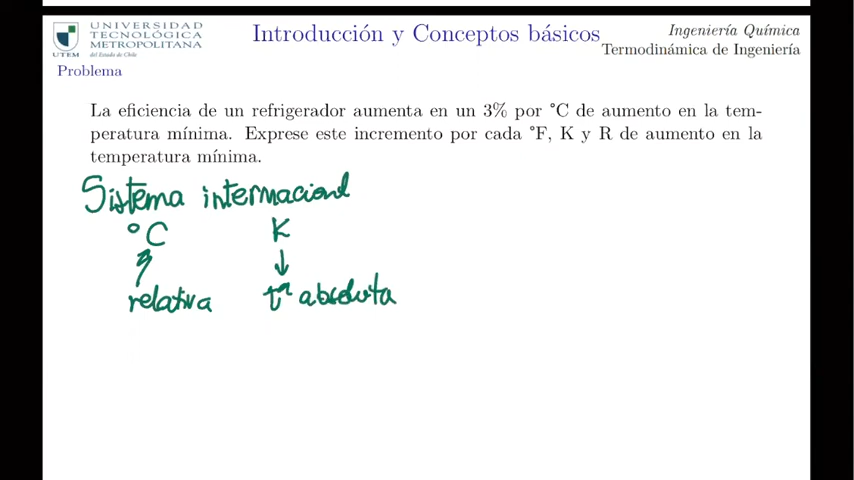 UNIVERSIDAD
TECNOLÓGICA
METROPOLITANA
del Estado de Chile
UTEM
Introducción y Conceptos básicos
Ingeniería Química
Termodinámica de Ingeniería
Problema
La eficiencia de un refrigerador aumenta en un 3% por °C de aumento en la tem-
peratura mínima. Exprese este incremento por cada °F, K y R de aumento en la
temperatura mínima.
Sistema internacional
°C K
relativa tª absoluta